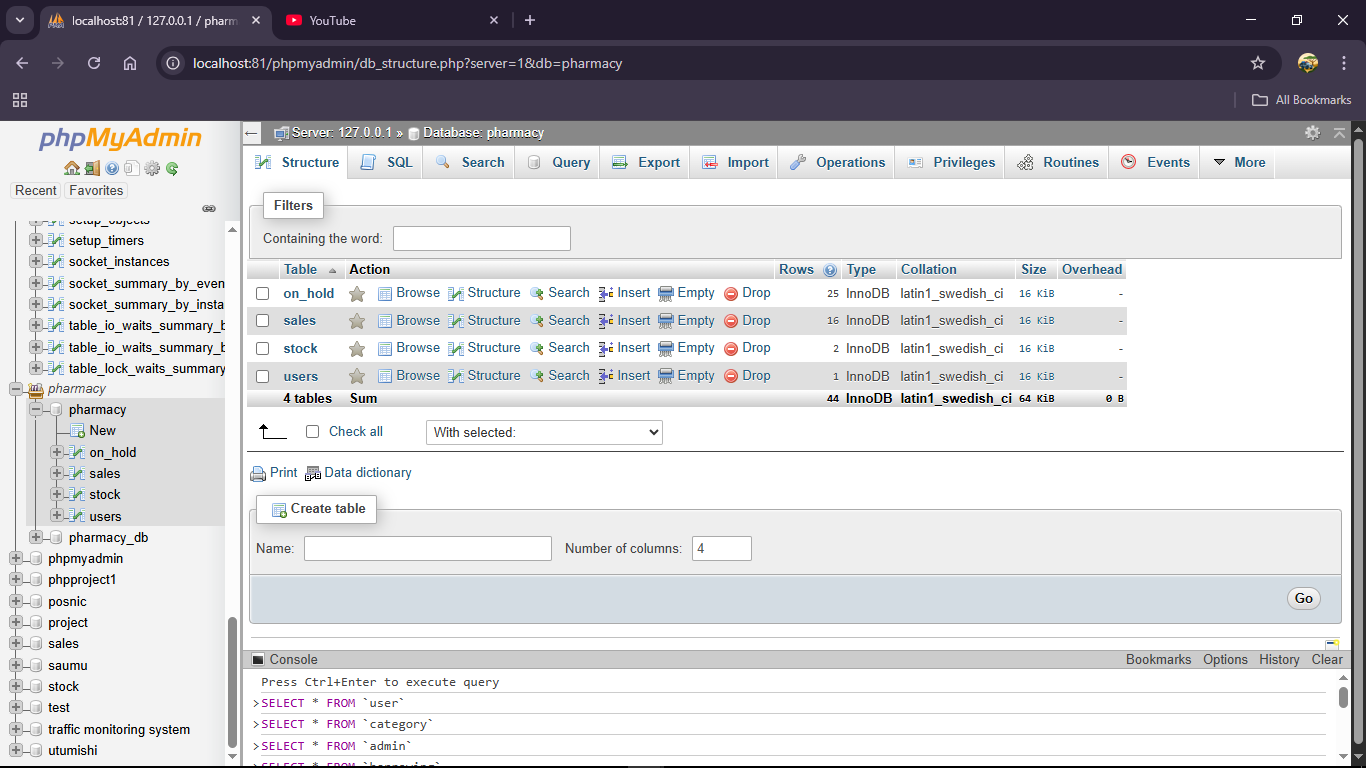 localhost:81 / 127.0.0.1 / pharm
YouTube
localhost:81/phpmyadmin/db_structure.php?server=1&db=pharmacy
All Bookmarks
phpMyAdmin
Recent Favorites
setup_objects
setup_timers
socket_instances
socket_summary_by_even
socket_summary_by_insta
table_io_waits_summary_b
table_io_waits_summary_b
table_lock_waits_summary
pharmacy
pharmacy
New
on_hold
sales
stock
users
pharmacy_db
phpmyadmin
phpproject1
posnic
project
sales
saumu
stock
test
traffic monitoring system
utumishi
Server: 127.0.0.1 » Database: pharmacy
Structure SQL Search Query Export Import Operations Privileges Routines Events More
Filters
Containing the word:
Table Action Rows Type Collation Size Overhead
on_hold Browse Structure Search Insert Empty Drop 25 InnoDB latin1_swedish_ci 16 KiB -
sales Browse Structure Search Insert Empty Drop 16 InnoDB latin1_swedish_ci 16 KiB -
stock Browse Structure Search Insert Empty Drop 2 InnoDB latin1_swedish_ci 16 KiB -
users Browse Structure Search Insert Empty Drop 1 InnoDB latin1_swedish_ci 16 KiB -
4 tables Sum 44 InnoDB latin1_swedish_ci 64 KiB 0 B
Check all With selected:
Print Data dictionary
Create table
Name: Number of columns: 4
Go
Console Bookmarks Options History Clear
Press Ctrl+Enter to execute query
>SELECT * FROM `user`
>SELECT * FROM `category`
>SELECT * FROM `admin`
>SELECT * FROM `borrowing`